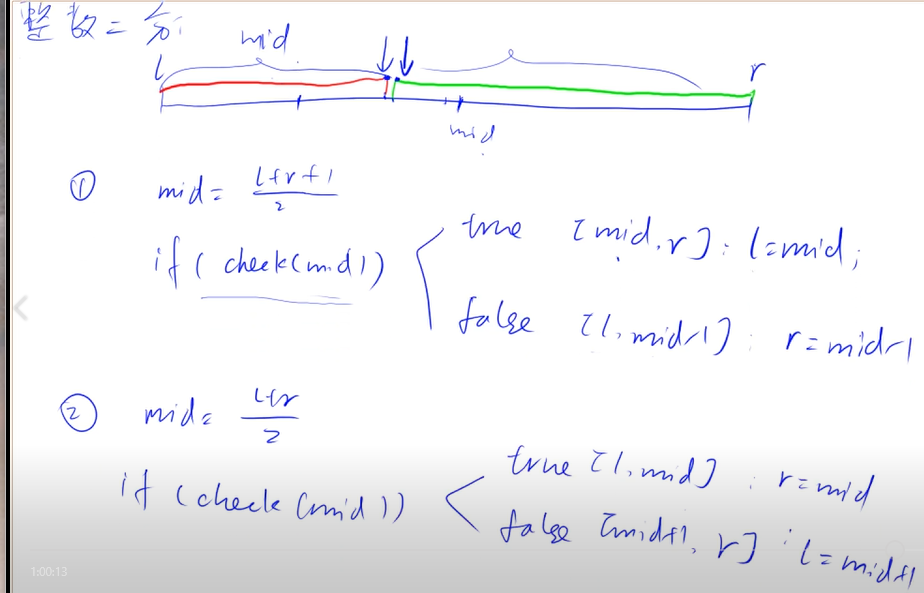 整数二分
mid
l r
mid
① mid = l+r+1 / 2
if ( check(mid) ) true [mid, r] : l=mid;
false [l, mid-1] : r=mid-1
② mid = l+r / 2
if (check (mid)) true [l, mid] : r=mid
false [mid+1, r] : l=mid+1
1:00:13